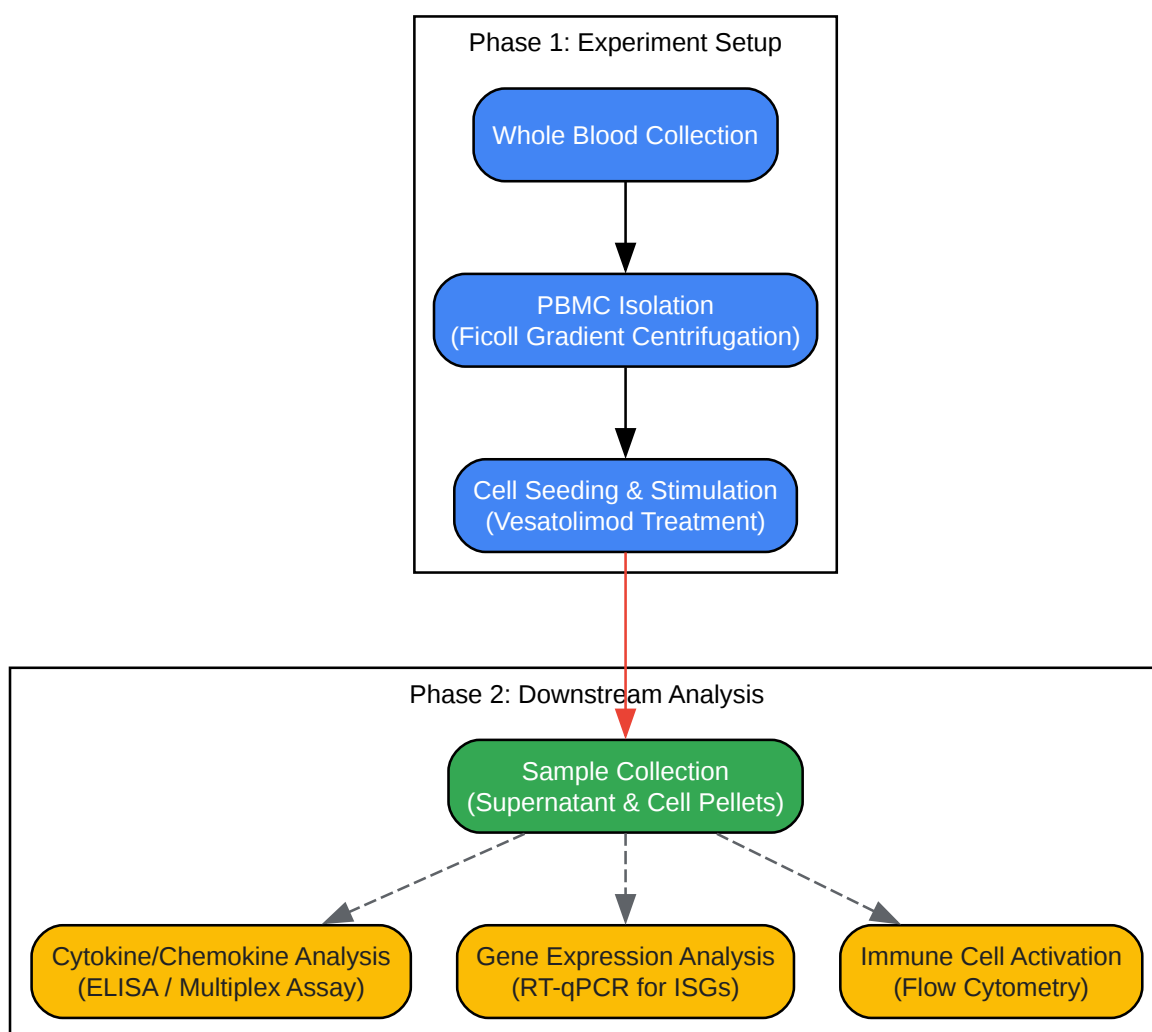 Phase 1: Experiment Setup
Whole Blood Collection
PBMC Isolation
(Ficoll Gradient Centrifugation)
Cell Seeding & Stimulation
(Vesatolimod Treatment)
Phase 2: Downstream Analysis
Sample Collection
(Supernatant & Cell Pellets)
Cytokine/Chemokine Analysis
(ELISA / Multiplex Assay)
Gene Expression Analysis
(RT-qPCR for ISGs)
Immune Cell Activation
(Flow Cytometry)